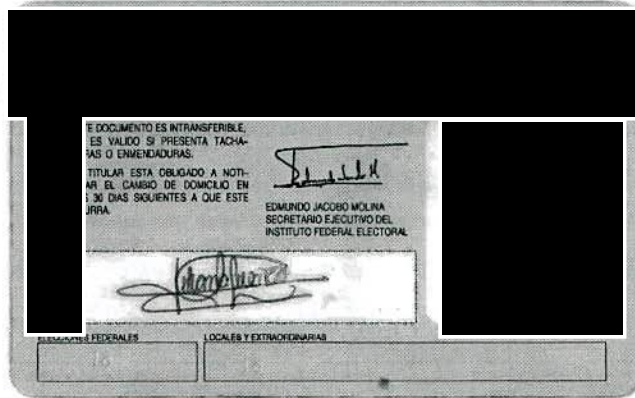 E DOCUMENTO ES INTRANSFERIBLE,
ES VALIDO SI PRESENTA TACHA-
RAS O ENMENDADURAS.
TITULAR ESTA OBLIGADO A NOTI-
AR EL CAMBIO DE DOMICILIO EN
S 30 DIAS SIGUIENTES A QUE ESTE
URRA.
EDMUNDO JACOBO MOLINA
SECRETARIO EJECUTIVO DEL
INSTITUTO FEDERAL ELECTORAL
ELECCIONES FEDERALES
LOCALES Y EXTRAORDINARIAS